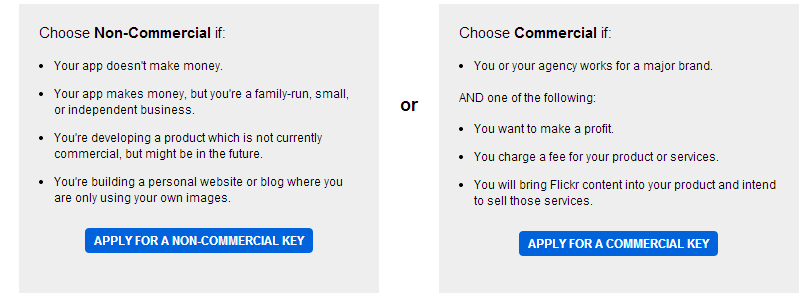 Choose Non-Commercial if:
• Your app doesn't make money.
• Your app makes money, but you're a family-run, small,
or independent business.
• You're developing a product which is not currently
commercial, but might be in the future.
• You're building a personal website or blog where you
are only using your own images.
APPLY FOR A NON-COMMERCIAL KEY
or
Choose Commercial if:
• You or your agency works for a major brand.
AND one of the following:
• You want to make a profit.
• You charge a fee for your product or services.
• You will bring Flickr content into your product and intend
to sell those services.
APPLY FOR A COMMERCIAL KEY